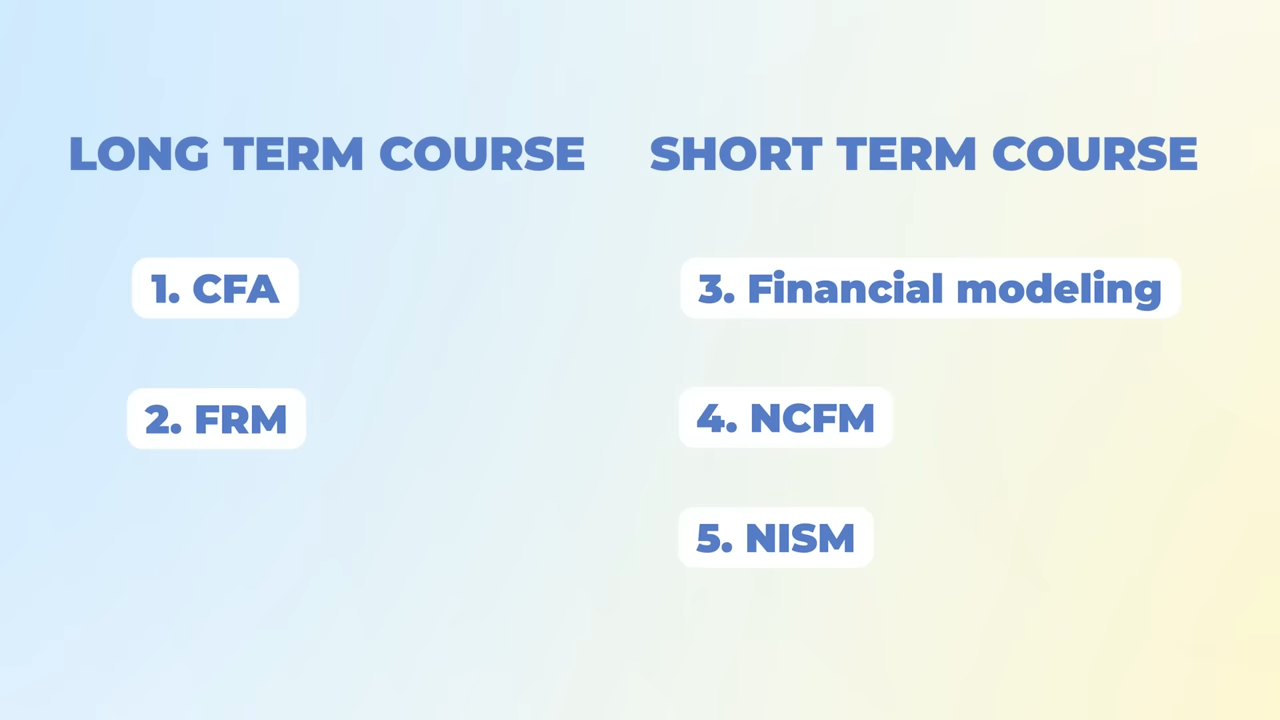 LONG TERM COURSE
1. CFA
2. FRM
SHORT TERM COURSE
3. Financial modeling
4. NCFM
5. NISM